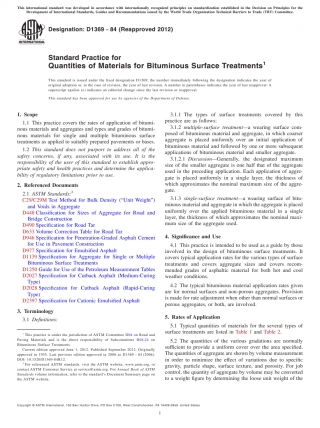 This international standard was developed in accordance with internationally recognized principles on standardization established in the Decision on Principles for the
Development of International Standards, Guides and Recommendations issued by the World Trade Organization Technical Barriers to Trade (TBT) Committee.
Designation: D1369 − 84 (Reapproved 2012)
INTERNATIONAL
Standard Practice for
Quantities of Materials for Bituminous Surface Treatments1
This standard is issued under the fixed designation D1369; the number immediately following the designation indicates the year of
original adoption or, in the case of revision, the year of last revision. A number in parentheses indicates the year of last reapproval. A
superscript epsilon (ε) indicates an editorial change since the last revision or reapproval.
This standard has been approved for use by agencies of the Department of Defense.
1. Scope
1.1 This practice covers the rates of application of bituminous materials and aggregates and types and grades of bituminous materials for single and multiple bituminous surface
treatments as applied to suitably prepared pavements or bases.
1.2 This standard does not purport to address all of the
safety concerns, if any, associated with its use. It is the
responsibility of the user of this standard to establish appropriate safety and health practices and determine the applicability of regulatory limitations prior to use.
2. Referenced Documents
2.1 ASTM Standards:2
C29/C29M Test Method for Bulk Density (“Unit Weight”)
and Voids in Aggregate
D448 Classification for Sizes of Aggregate for Road and
Bridge Construction
D490 Specification for Road Tar
D633 Volume Correction Table for Road Tar
D946 Specification for Penetration-Graded Asphalt Cement
for Use in Pavement Construction
D977 Specification for Emulsified Asphalt
D1139 Specification for Aggregate for Single or Multiple
Bituminous Surface Treatments
D1250 Guide for Use of the Petroleum Measurement Tables
D2027 Specification for Cutback Asphalt (Medium-Curing
Type)
D2028 Specification for Cutback Asphalt (Rapid-Curing
Type)
D2397 Specification for Cationic Emulsified Asphalt
3. Terminology
3.1 Definitions:
1 This practice is under the jurisdiction of ASTM Committee D04 on Road and
Paving Materials and is the direct responsibility of Subcommittee
Bituminous Surface Treatments.
Current edition approved June 1, 2012. Published September 2012. Originally
approved in 1955. Last previous edition approved in 2006 as D1369 – 84 (2006).
2 For referenced ASTM standards, visit the ASTM website, www.astm.org, or
contact ASTM Customer Service at service@astm.org. For Annual Book of ASTM
Standards volume information, refer to the standard’s Document Summary page on
the ASTM website.
3.1.1 The types of surface treatments covered by this
practice are as follows:
3.1.2 multiple-surface treatment—a wearing surface composed of bituminous material and aggregate, in which coarser
aggregate is placed uniformly over an initial application of
bituminous material and followed by one or more subsequent
applications of bituminous material and smaller aggregate.
3.1.2.1 Discussion—Generally, the designated maximum
size of the smaller aggregate is one half that of the aggregate
used in the preceding application. Each application of aggregate is placed uniformly in a single layer, the thickness of
which approximates the nominal maximum size of the aggregate.
3.1.3 single-surface treatment—a wearing surface of bituminous material and aggregate in which the aggregate is placed
uniformly over the applied bituminous material in a single
layer, the thickness of which approximates the nominal maximum size of the aggregate used.
4. Significance and Use
4.1 This practice is intended to be used as a guide by those
involved in the design of bituminous surface treatments. It
covers typical application rates for the various types of surface
treatments and covers aggregate sizes and covers recommended grades of asphaltic material for both hot and cool
weather conditions.
4.2 The typical bituminous material application rates given
are for normal surfaces and non-porous aggregates. Provision
is made for rate adjustment when other than normal surfaces or
porous aggregates, or both, are involved.
5. Rates of Application
5.1 Typical quantities of materials for the several types of
surface treatments are listed in Table 1 and Table 2.
5.2 The quantities of the various gradations are normally
sufficient to provide a uniform cover over the area specified.
The quantities of aggregate are shown by volume measurement
in order to minimize the effect of variations due to specific
gravity, particle shape, surface texture, and porosity. For job
control, the quantity of aggregate by volume may be converted
to a weight figure by determining the loose unit weight of the
Copyright © ASTM International, 100 Barr Harbor Drive, PO Box C700, West Conshohocken, PA 19428-2959. United States
1